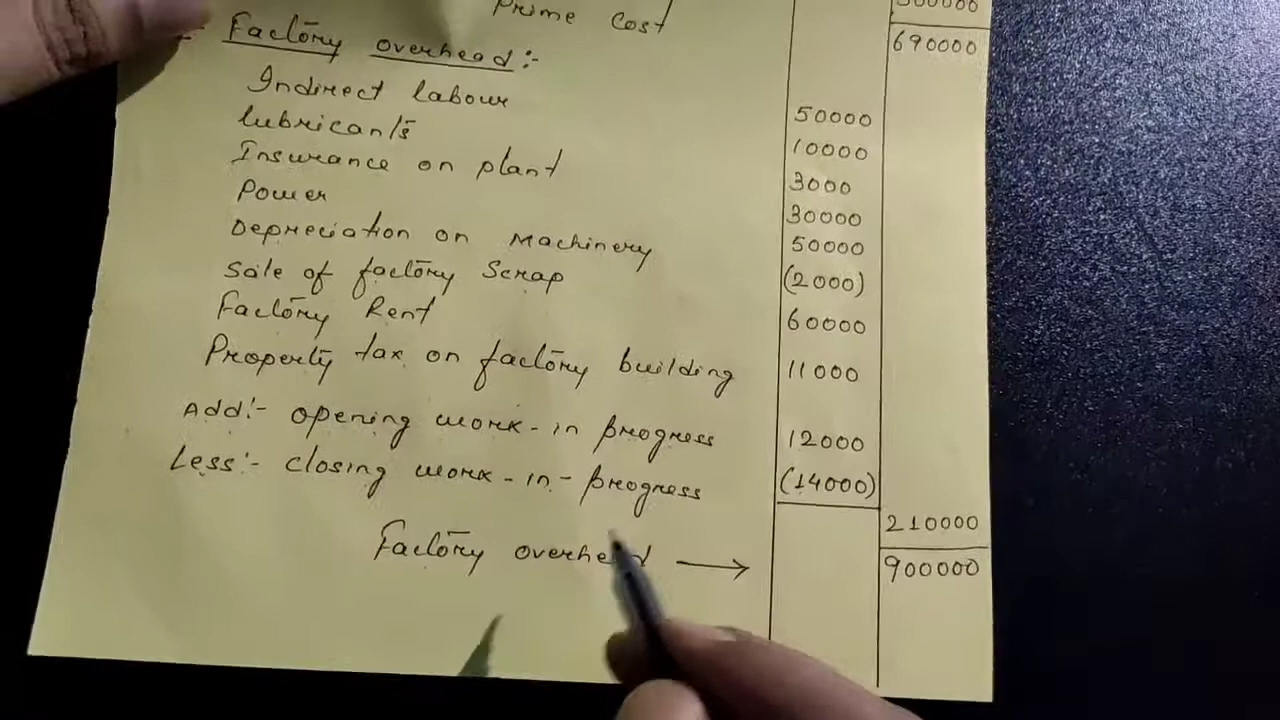 Prime Cost
690000
Factory overhead :-
Indirect labour 50000
lubricants 10000
Insurance on plant 3000
Power 30000
Depreciation on Machinery 50000
Sale of factory Scrap (2000)
Factory Rent 60000
Property tax on factory building 11000
Add:- opening work-in progress 12000
Less:- closing work-in-progress (14000)
210000
Factory overhead → 900000